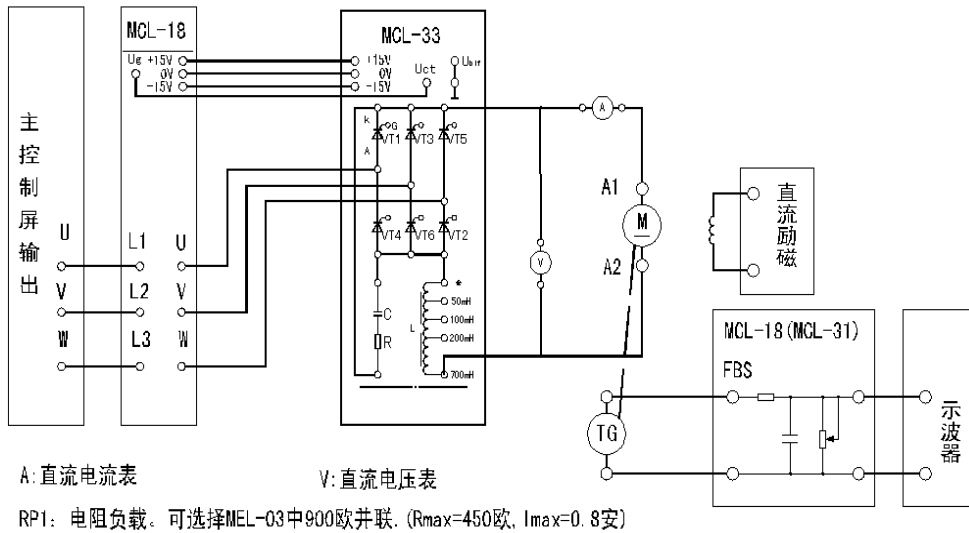 MCL-18
Ug +15V
0V
-15V
MCL-33
+15V
0V
-15V
Uct
Ublf
主控制屏输出
U
V
W
L1
L2
L3
U
V
W
K
G
A
VT1
VT3
VT5
VT4
VT6
VT2
C
R
L
*
50mH
100mH
200mH
700mH
A
V
A1
M
A2
直流励磁
TG
MCL-18(MCL-31)
FBS
示波器
A:直流电流表
V:直流电压表
RP1: 电阻负载。可选择MEL-03中900欧并联.(Rmax=450欧,Imax=0.8安)